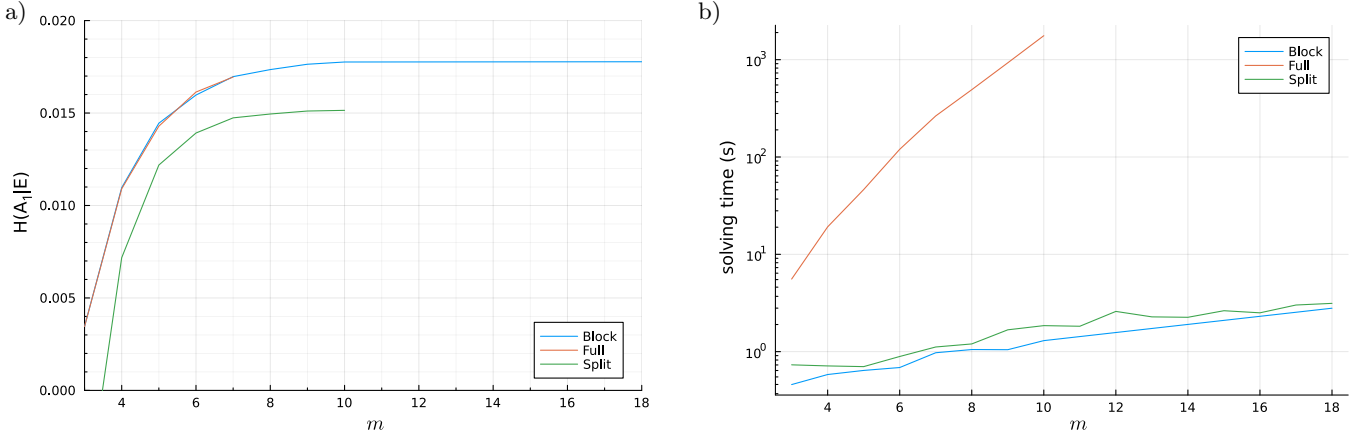 a)
0.020
0.015
0.010
0.005
0.000
H(A₁|E)
4 6 8 10 12 14 16 18
m
Block
Full
Split
b)
10³
10²
10¹
10⁰
solving time (s)
4 6 8 10 12 14 16 18
m
Block
Full
Split